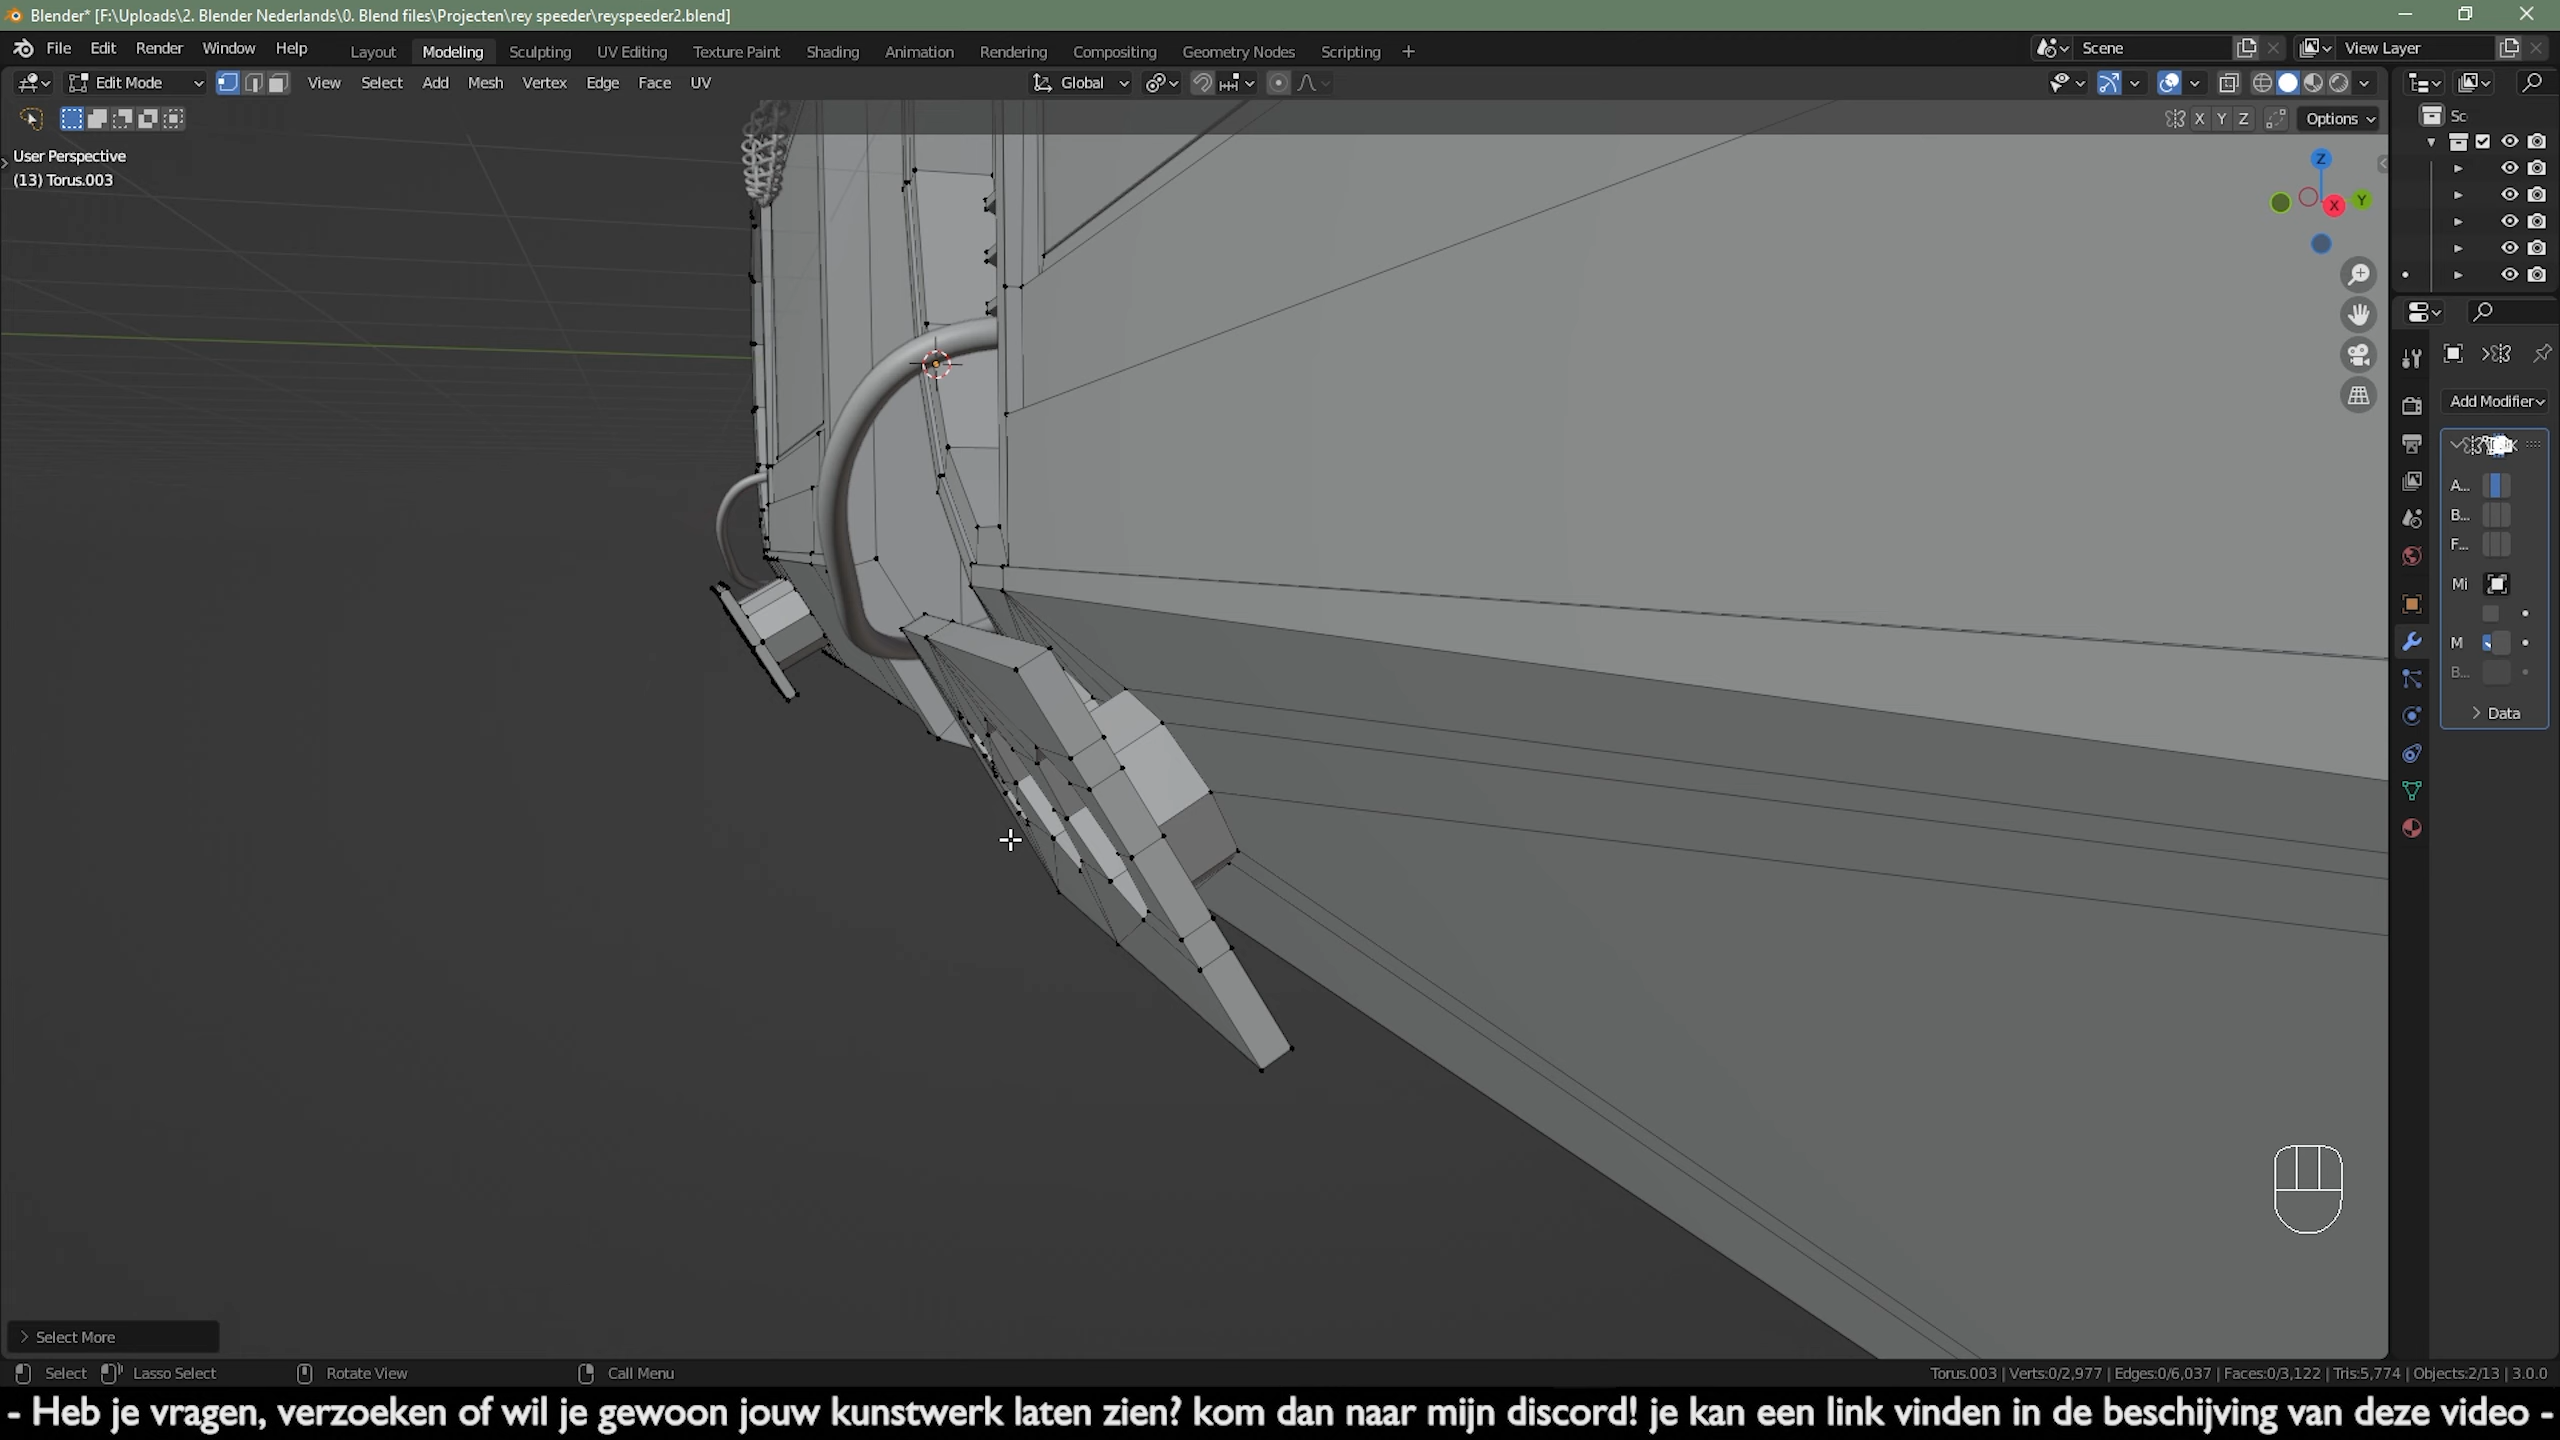 Blender* [F:\Uploads\2. Blender Nederlands\0. Blend files\Projecten\rey speeder\reyspeeder2.blend]
File Edit Render Window Help Layout Modeling Sculpting UV Editing Texture Paint Shading Animation Rendering Compositing Geometry Nodes Scripting + Scene View Layer
Edit Mode View Select Add Mesh Vertex Edge Face UV Global
X Y Z Options Sc
User Perspective
(13) Torus.003
Z
X Y
Add Modifier
A...
B...
F...
Mi
M
B...
Data
Select More
Select Lasso Select Rotate View Call Menu Torus.003 | Verts:0/2,977 | Edges:0/6,037 | Faces:0/3,122 | Tris:5,774 | Objects:2/13 | 3.0.0
- Heb je vragen, verzoeken of wil je gewoon jouw kunstwerk laten zien? kom dan naar mijn discord! je kan een link vinden in de beschijving van deze video -